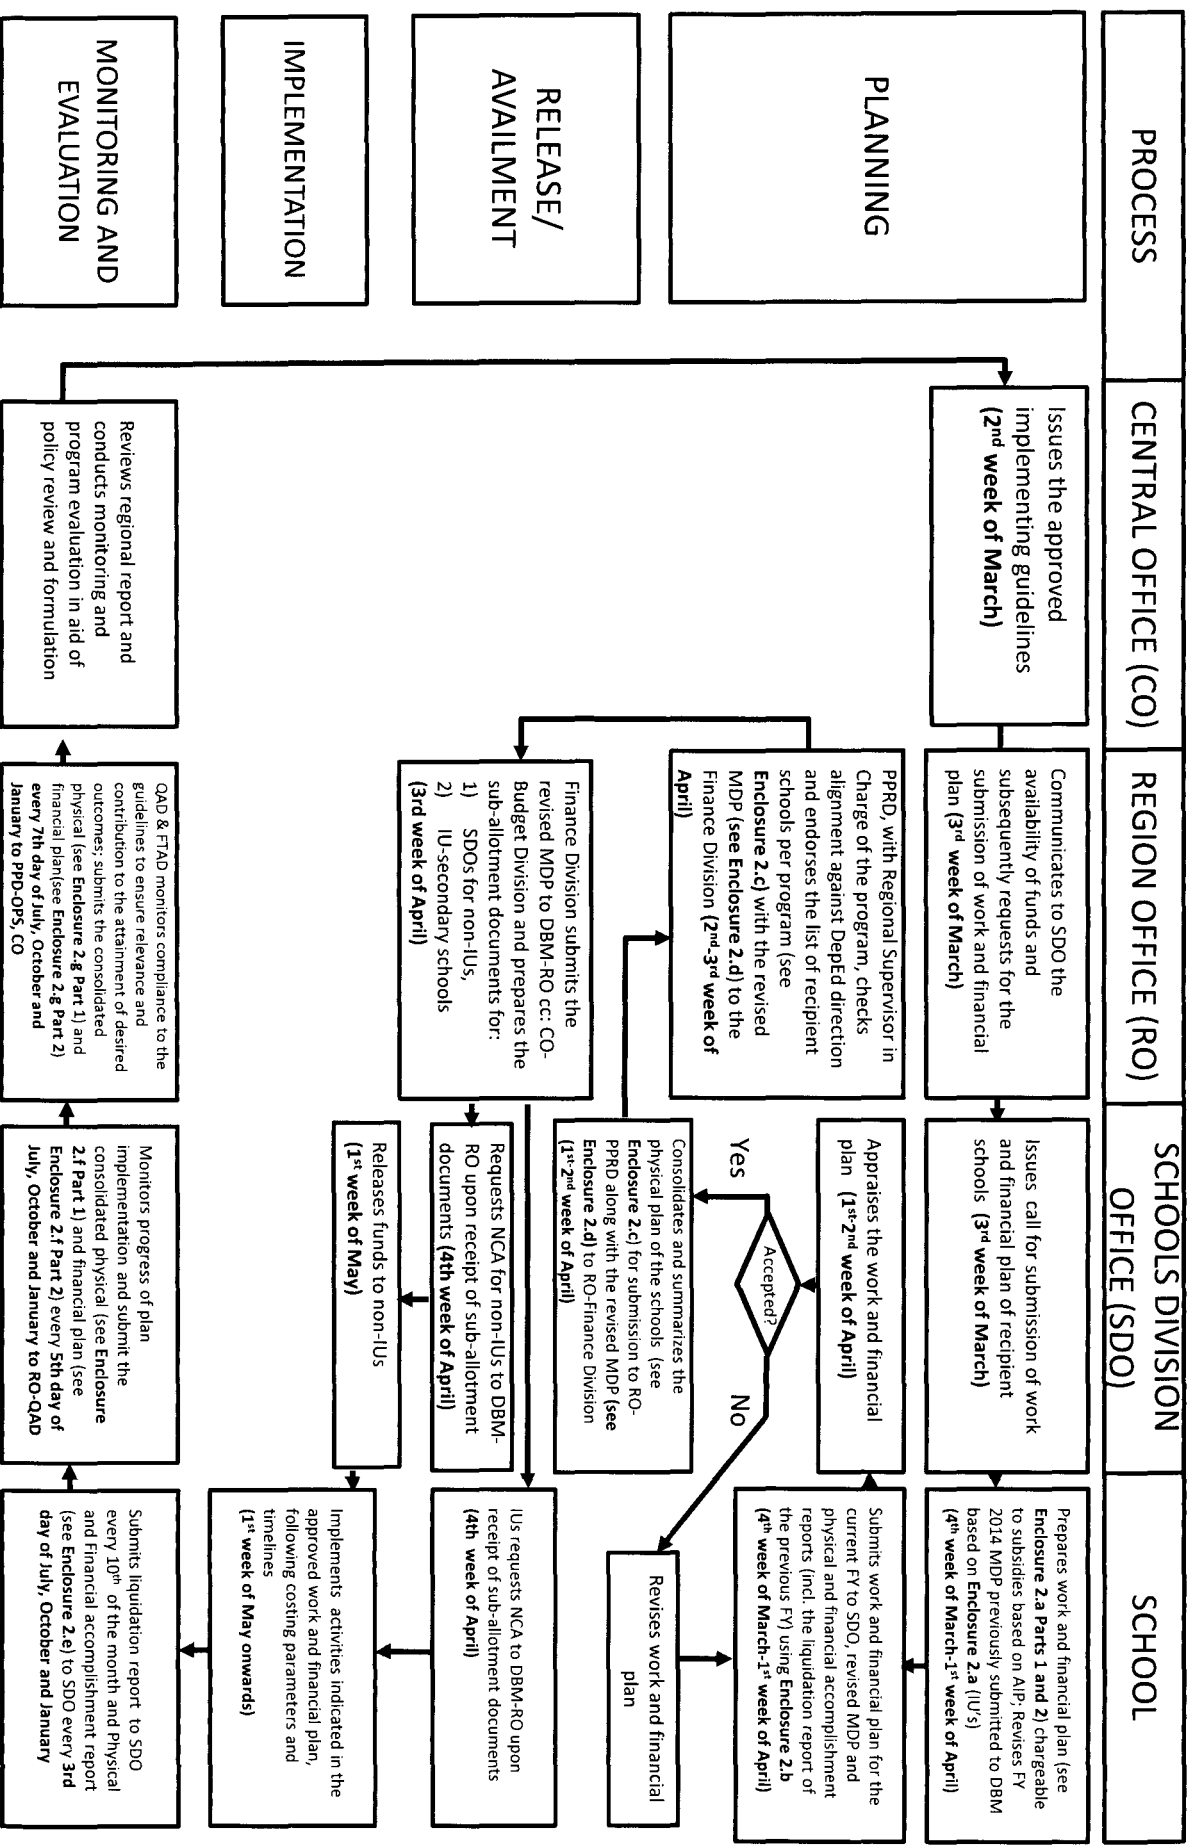 PROCESS
CENTRAL OFFICE (CO)
REGION OFFICE (RO)
SCHOOLS DIVISION
OFFICE (SDO)
SCHOOL
PLANNING
Issues the approved
implementing guidelines
(2nd week of March)
Communicates to SDO the
availability of funds and
subsequently requests for the
submission of work and financial
plan (3rd week of March)
Issues call for submission of work
and financial plan of recipient
schools (3rd week of March)
Prepares work and financial plan (see
Enclosure 2.a Parts 1 and 2) chargeable
to subsidies based on AIP; Revises FY
2014 MDP previously submitted to DBM
based on Enclosure 2.a (IU's)
(4th week of March-1st week of April)
Submits work and financial plan for the
current FY to SDO, revised MDP and
physical and financial accomplishment
reports (incl. the liquidation report of
the previous FY) using Enclosure 2.b
(4th week of March-1st week of April)
Appraises the work and financial
plan (1st-2nd week of April)
Accepted?
Yes
No
Revises work and financial
plan
Consolidates and summarizes the
physical plan of the schools (see
Enclosure 2.c) for submission to RO-
PPRD along with the revised MDP (see
Enclosure 2.d) to RO-Finance Division
(1st-2nd week of April)
PPRD, with Regional Supervisor in
Charge of the program, checks
alignment against DepEd direction
and endorses the list of recipient
schools per program (see
Enclosure 2.c) with the revised
MDP (see Enclosure 2.d) to the
Finance Division (2nd-3rd week of
April)
RELEASE/
AVAILMENT
Finance Division submits the
revised MDP to DBM-RO cc: CO-
Budget Division and prepares the
sub-allotment documents for:
1) SDOs for non-IUs,
2) IU-secondary schools
(3rd week of April)
Requests NCA for non-IUs to DBM-
RO upon receipt of sub-allotment
documents (4th week of April)
IUs requests NCA to DBM-RO upon
receipt of sub-allotment documents
(4th week of April)
Releases funds to non-IUs
(1st week of May)
IMPLEMENTATION
Implements activities indicated in the
approved work and financial plan,
following costing parameters and
timelines
(1st week of May onwards)
MONITORING AND
EVALUATION
Reviews regional report and
conducts monitoring and
program evaluation in aid of
policy review and formulation
QAD & FTAD monitors compliance to the
guidelines to ensure relevance and
contribution to the attainment of desired
outcomes; submits the consolidated
physical (see Enclosure 2.g Part 1) and
financial plan(see Enclosure 2.g Part 2)
every 7th day of July, October and
January to PPD-OPS, CO
Monitors progress of plan
implementation and submit the
consolidated physical (see Enclosure
2.f Part 1) and financial plan (see
Enclosure 2.f Part 2) every 5th day of
July, October and January to RO-QAD
Submits liquidation report to SDO
every 10th of the month and Physical
and Financial accomplishment report
(see Enclosure 2.e) to SDO every 3rd
day of July, October and January